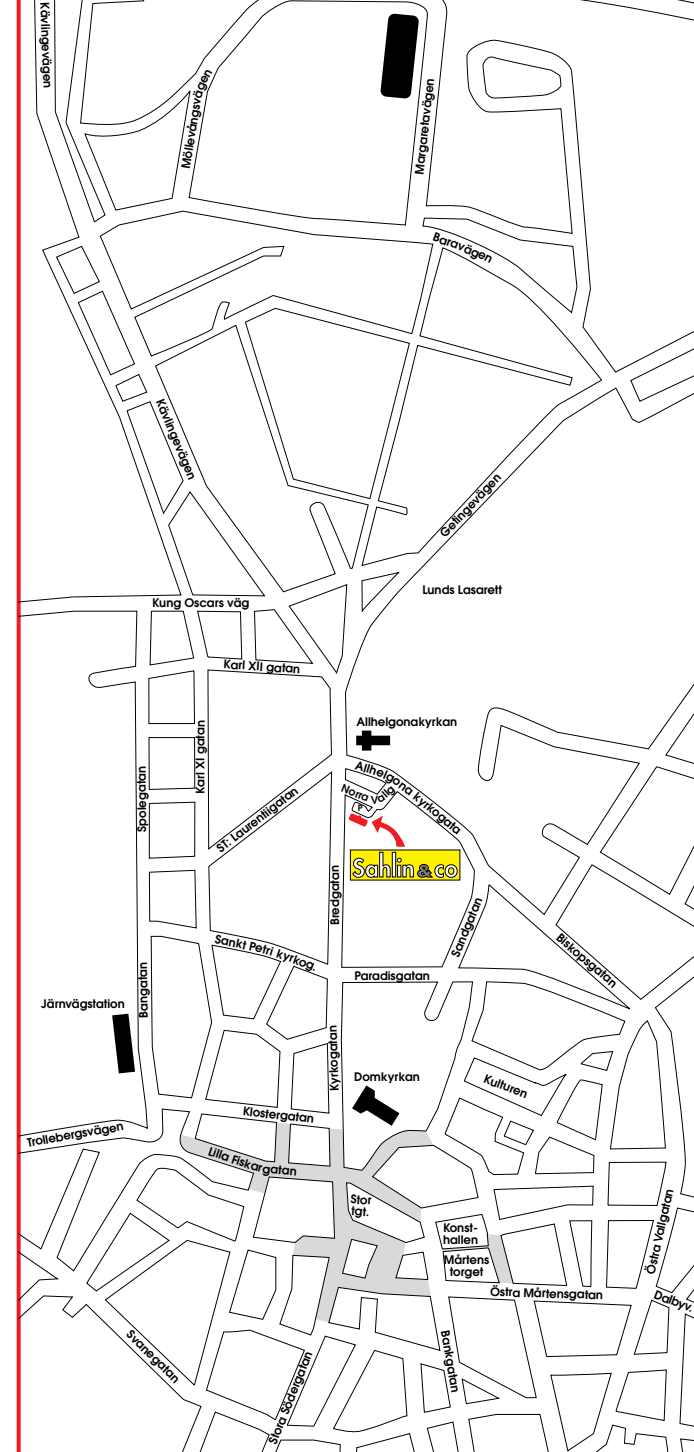 Kävlingevägen
Möllevångsvägen
Margaretavägen
Baravägen
Kävlingevägen
Getingevägen
Lunds Lasarett
Kung Oscars väg
Karl XII gatan
Allhelgonakyrkan
Allhelgona kyrkogata
Norra Vallg
P
Karl XI gatan
Spolegatan
ST: Laurentiigatan
Sahlin & co
Bredgatan
Sandgatan
Sankt Petri kyrkog.
Paradisgatan
Biskopsgatan
Bangatan
Järnvägstation
Kyrkogatan
Domkyrkan
Kulturen
Klostergatan
Trollebergsvägen
Lilla Fiskargatan
Stor
tgt.
Konst-
hallen
Mårtens
torget
Östra Vallgatan
Östra Mårtensgatan
Dalbyv.
Svanegatan
Bankgatan
Stora Södergatan